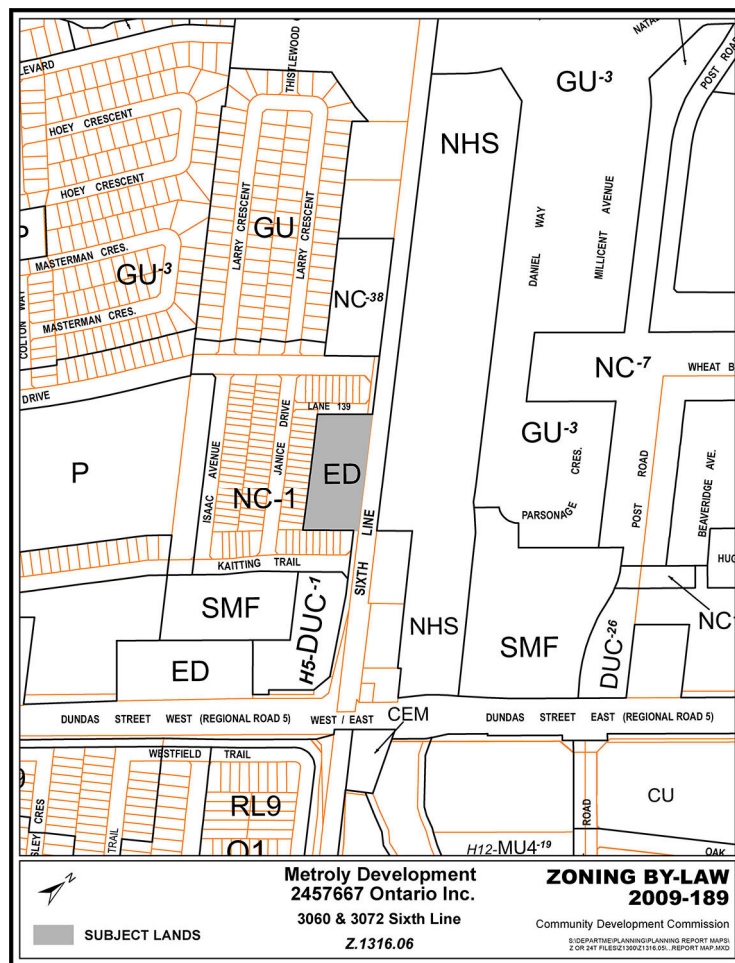 THISTLEWOOD
NATAL
POST ROAD
LEVARD
HOEY CRESCENT
GU-3
NHS
HOEY CRESCENT
GU
LARRY CRESCENT
LARRY CRESCENT
DANIEL WAY
MILLICENT AVENUE
MASTERMAN CRES.
GU-3
NC-38
COLTON WAY
MASTERMAN CRES.
DRIVE
NC-7
WHEAT B
LANE 139
GU-3
P
ISAAC AVENUE
JANICE DRIVE
ED
CRES.
POST ROAD
BEAVERIDGE AVE.
NC-1
PARSONAGE
SIXTH LINE
KAITTING TRAIL
HUG
SMF
H5-DUC-1
NHS
SMF
DUC-26
NC-
ED
DUNDAS STREET WEST (REGIONAL ROAD 5) WEST / EAST
CEM
DUNDAS STREET EAST (REGIONAL ROAD 5)
WESTFIELD TRAIL
RL9
CU
SLEY CRES
TRAIL
O1
ROAD
H12-MU4-19
OAK
N
SUBJECT LANDS
Metroly Development
2457667 Ontario Inc.
3060 & 3072 Sixth Line
Z.1316.06
ZONING BY-LAW
2009-189
Community Development Commission